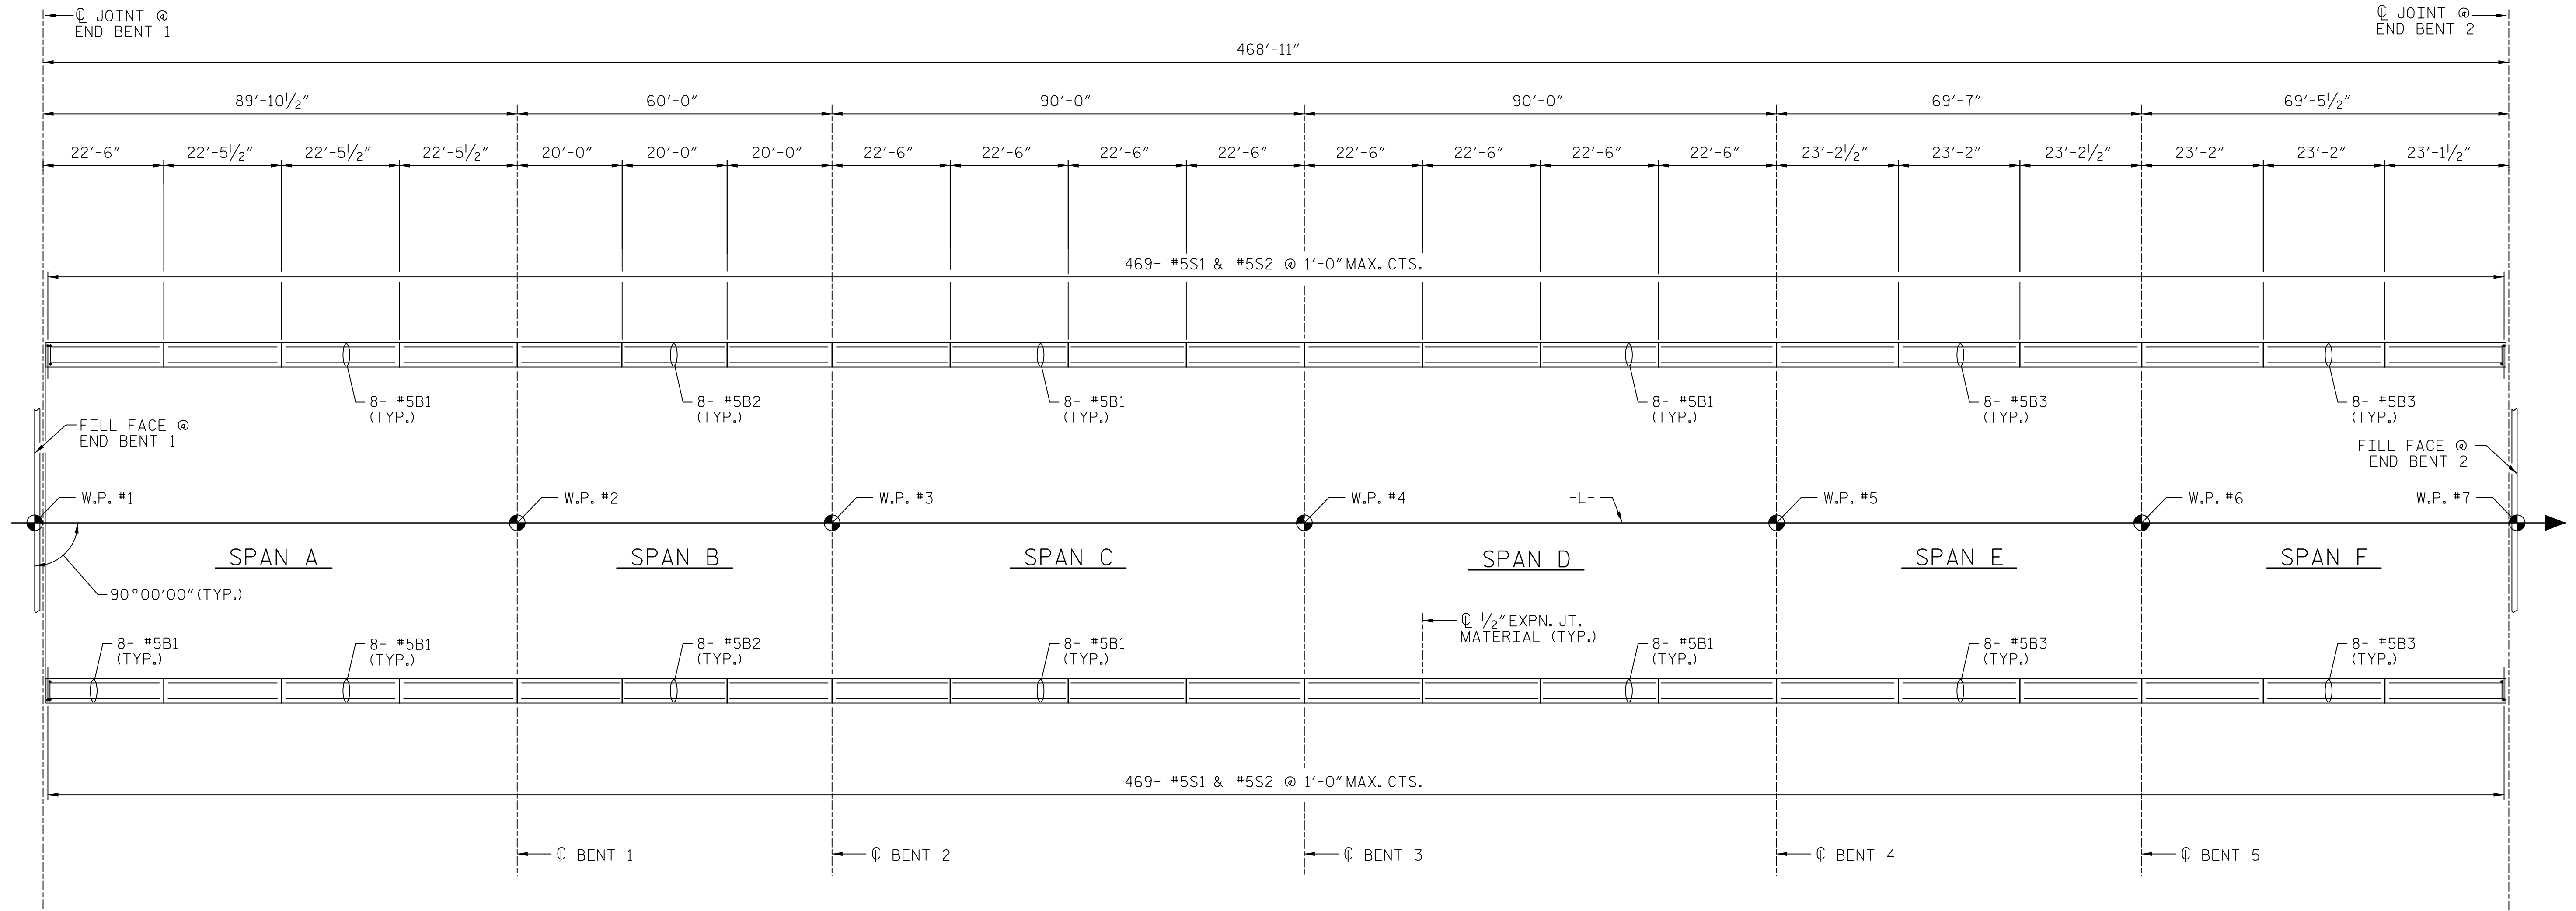 ℄ JOINT @
END BENT 1
℄ JOINT @
END BENT 2
468'-11"
89'-10½" 60'-0" 90'-0" 90'-0" 69'-7" 69'-5½"
22'-6" 22'-5½" 22'-5½" 22'-5½" 20'-0" 20'-0" 20'-0" 22'-6" 22'-6" 22'-6" 22'-6" 22'-6" 22'-6" 22'-6" 22'-6" 23'-2½" 23'-2" 23'-2½" 23'-2" 23'-2" 23'-1½"
469- #5S1 & #5S2 @ 1'-0" MAX. CTS.
8- #5B1
(TYP.)
8- #5B2
(TYP.)
8- #5B1
(TYP.)
8- #5B1
(TYP.)
8- #5B3
(TYP.)
8- #5B3
(TYP.)
FILL FACE @
END BENT 1
FILL FACE @
END BENT 2
W.P. #1 W.P. #2 W.P. #3 W.P. #4 -L- W.P. #5 W.P. #6 W.P. #7
SPAN A SPAN B SPAN C SPAN D SPAN E SPAN F
90°00'00" (TYP.)
℄ ½" EXPN. JT.
MATERIAL (TYP.)
8- #5B1
(TYP.)
8- #5B1
(TYP.)
8- #5B2
(TYP.)
8- #5B1
(TYP.)
8- #5B1
(TYP.)
8- #5B3
(TYP.)
8- #5B3
(TYP.)
469- #5S1 & #5S2 @ 1'-0" MAX. CTS.
℄ BENT 1 ℄ BENT 2 ℄ BENT 3 ℄ BENT 4 ℄ BENT 5